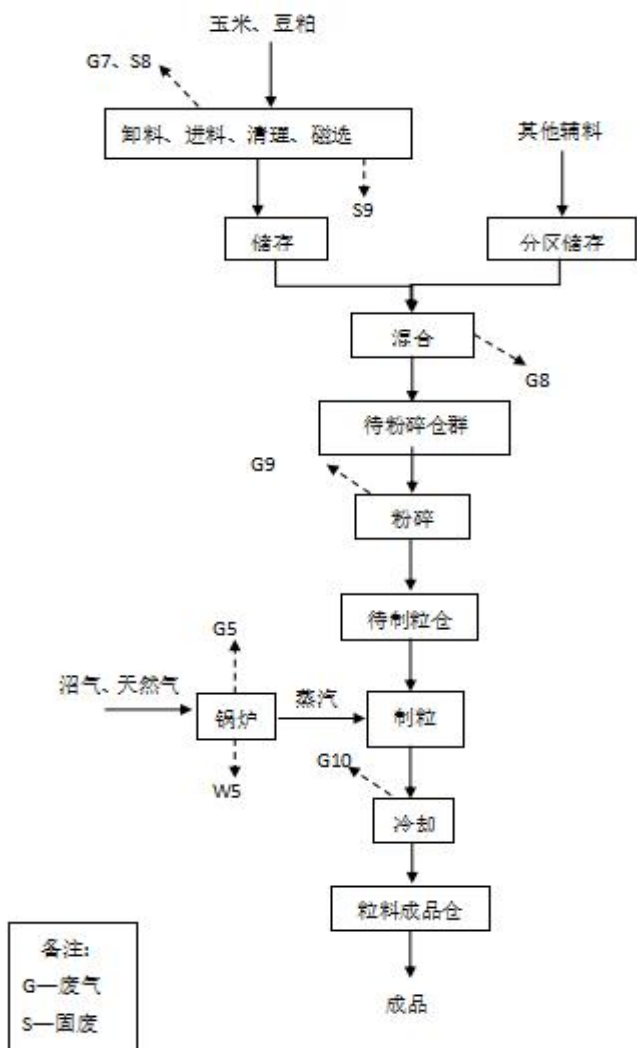 玉米、豆粕
G7、S8
卸料、进料、清理、磁选
其他辅料
S9
储存
分区储存
混合
G8
待粉碎仓群
G9
粉碎
待制粒仓
G5
沼气、天然气
锅炉
蒸汽
制粒
G10
W5
冷却
粒料成品仓
备注:
G—废气
S—固废
成品